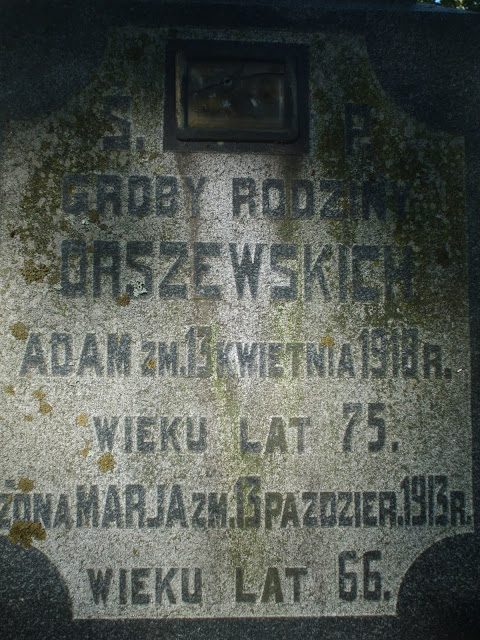 Ś. P.
GROBY RODZINY
ORSZEWSKICH
ADAM ZM. 13 KWIETNIA 1918 R.
WIEKU LAT 75.
ŻONA MARJA ZM. 13 PAŹDZIER. 1913 R.
WIEKU LAT 66.